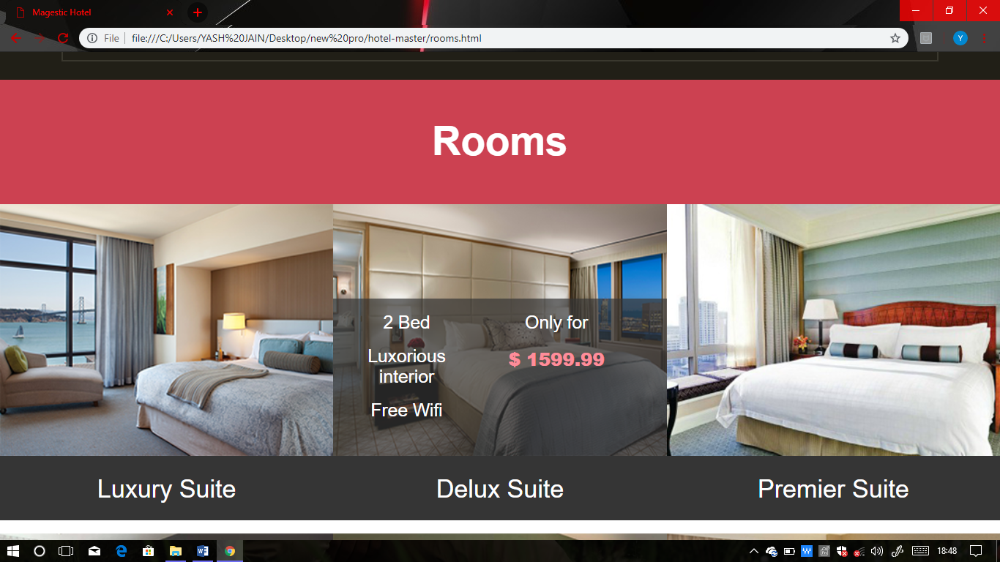 Magestic Hotel
File
file:///C:/Users/YASH%20JAIN/Desktop/new%20pro/hotel-master/rooms.html
Y
Rooms
2 Bed
Luxorious
interior
Free Wifi
Only for
$ 1599.99
Luxury Suite
Delux Suite
Premier Suite
18:48